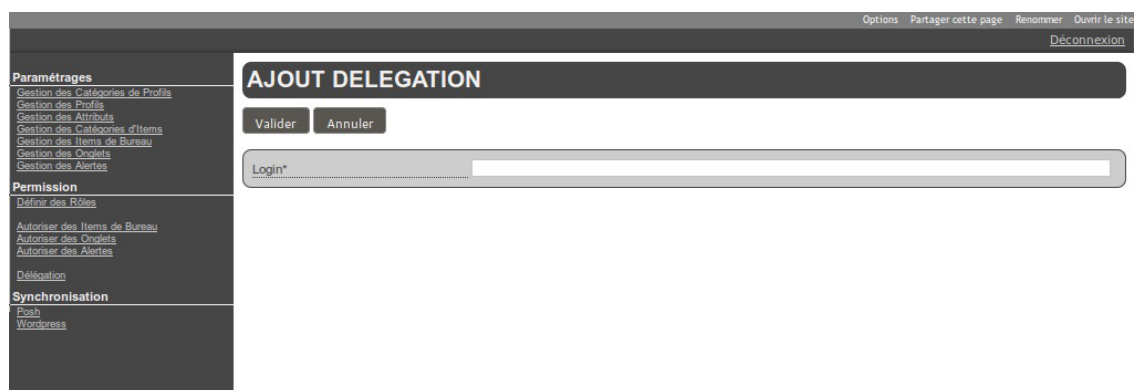 Options Partager cette page Renommer Ouvrir le site
Déconnexion
Paramétrages
Gestion des Catégories de Profils
Gestion des Profils
Gestion des Attributs
Gestion des Catégories d'Items
Gestion des Items de Bureau
Gestion des Onglets
Gestion des Alertes
Permission
Définir des Rôles
Autoriser des Items de Bureau
Autoriser des Onglets
Autoriser des Alertes
Délégation
Synchronisation
Posh
Wordpress
AJOUT DELEGATION
Valider Annuler
Login*